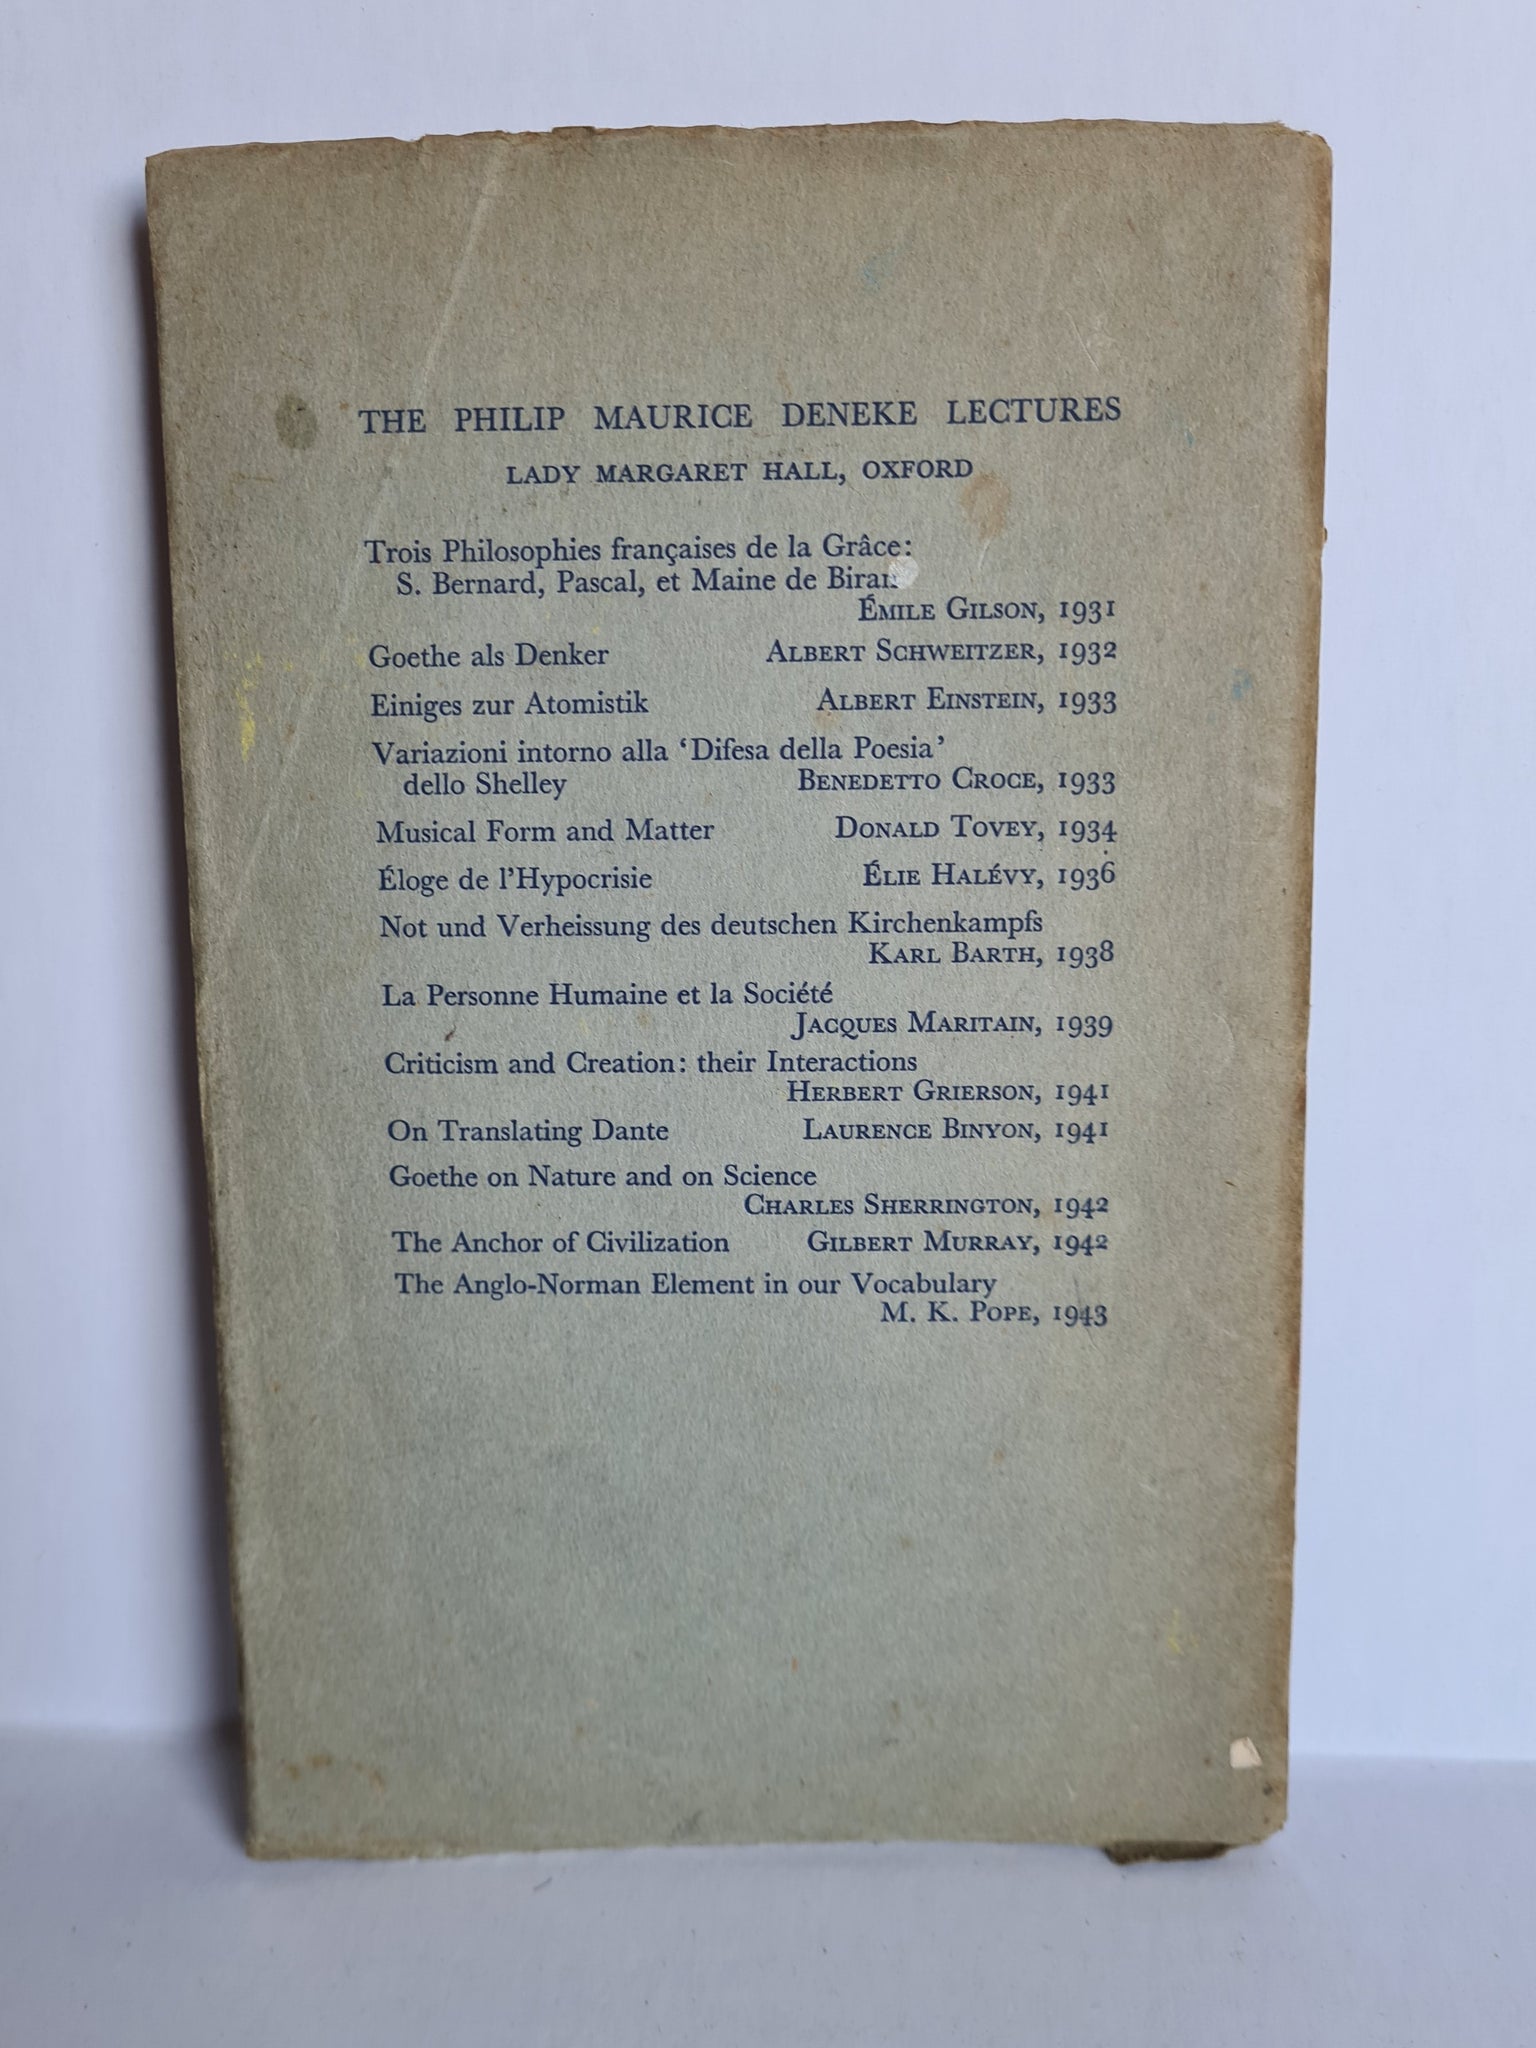 THE PHILIP MAURICE DENEKE LECTURES
LADY MARGARET HALL, OXFORD
Trois Philosophies françaises de la Grâce:
S. Bernard, Pascal, et Maine de Biran
ÉMILE GILSON, 1931
Goethe als Denker ALBERT SCHWEITZER, 1932
Einiges zur Atomistik ALBERT EINSTEIN, 1933
Variazioni intorno alla ‘Difesa della Poesia’
dello Shelley BENEDETTO CROCE, 1933
Musical Form and Matter DONALD TOVEY, 1934
Éloge de l’Hypocrisie ÉLIE HALÉVY, 1936
Not und Verheissung des deutschen Kirchenkampfs
KARL BARTH, 1938
La Personne Humaine et la Société
JACQUES MARITAIN, 1939
Criticism and Creation: their Interactions
HERBERT GRIERSON, 1941
On Translating Dante LAURENCE BINYON, 1941
Goethe on Nature and on Science
CHARLES SHERRINGTON, 1942
The Anchor of Civilization GILBERT MURRAY, 1942
The Anglo-Norman Element in our Vocabulary
M. K. POPE, 1943